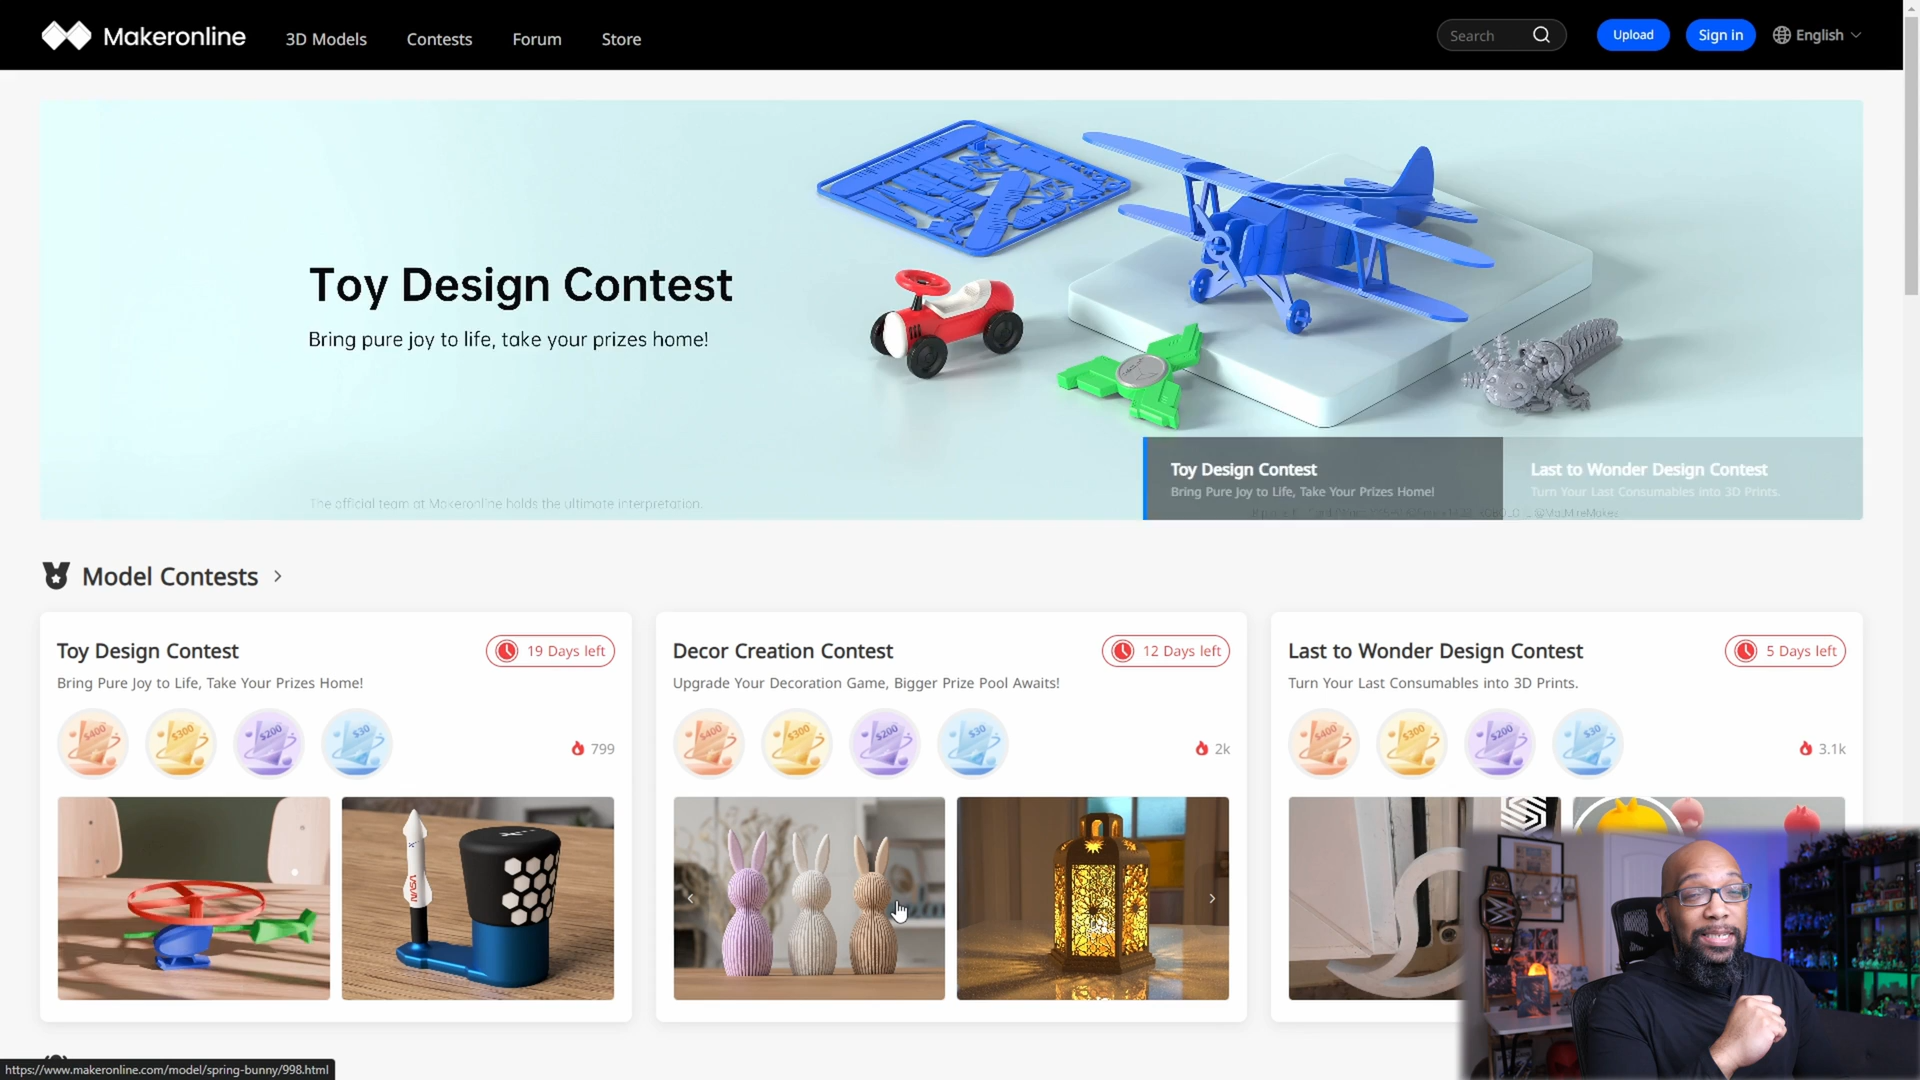 Makeronline
3D Models
Contests
Forum
Store
Search
Upload
Sign in
English
Toy Design Contest
Bring pure joy to life, take your prizes home!
The official team at Makeronline holds the ultimate interpretation.
Toy Design Contest
Bring Pure Joy to Life, Take Your Prizes Home!
Last to Wonder Design Contest
Turn Your Last Consumables into 3D Prints.
@MatMireMakes
Model Contests
Toy Design Contest
19 Days left
Bring Pure Joy to Life, Take Your Prizes Home!
$400
$300
$200
$30
799
Decor Creation Contest
12 Days left
Upgrade Your Decoration Game, Bigger Prize Pool Awaits!
$400
$300
$200
$30
2k
Last to Wonder Design Contest
5 Days left
Turn Your Last Consumables into 3D Prints.
$400
$300
$200
$30
3.1k
https://www.makeronline.com/model/spring-bunny/998.html